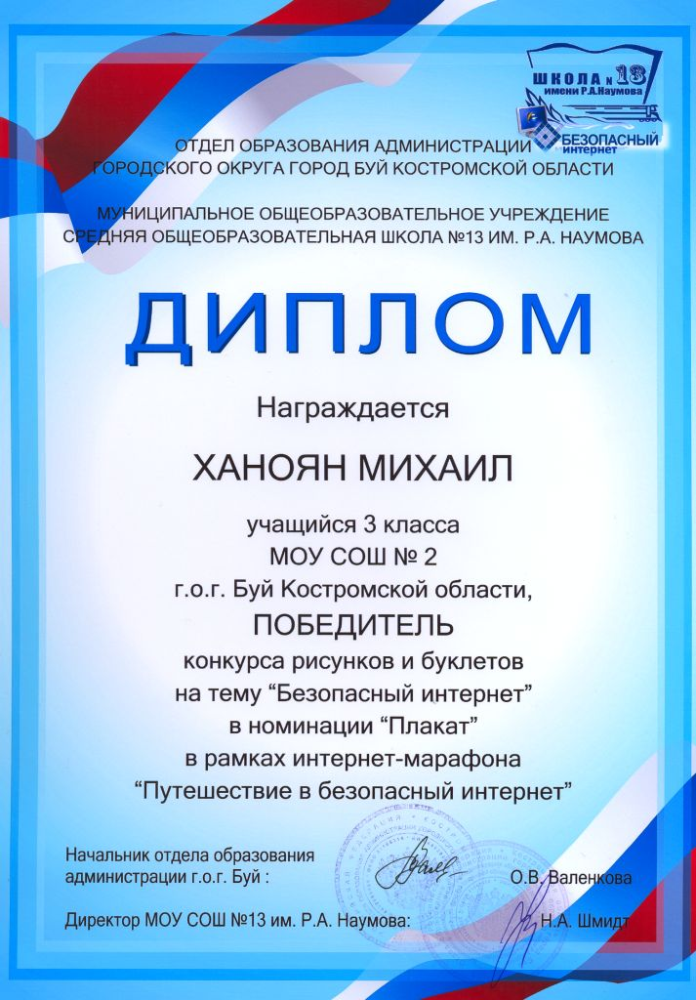 ШКОЛА N 13
имени Р.А.Наумова
БЕЗОПАСНЫЙ
интернет
ОТДЕЛ ОБРАЗОВАНИЯ АДМИНИСТРАЦИИ
ГОРОДСКОГО ОКРУГА ГОРОД БУЙ КОСТРОМСКОЙ ОБЛАСТИ
МУНИЦИПАЛЬНОЕ ОБЩЕОБРАЗОВАТЕЛЬНОЕ УЧРЕЖДЕНИЕ
СРЕДНЯЯ ОБЩЕОБРАЗОВАТЕЛЬНАЯ ШКОЛА №13 ИМ. Р.А. НАУМОВА
ДИПЛОМ
Награждается
ХАНОЯН МИХАИЛ
учащийся 3 класса
МОУ СОШ № 2
г.о.г. Буй Костромской области,
ПОБЕДИТЕЛЬ
конкурса рисунков и буклетов
на тему “Безопасный интернет”
в номинации “Плакат”
в рамках интернет-марафона
“Путешествие в безопасный интернет”
Начальник отдела образования
администрации г.о.г. Буй : О.В. Валенкова
Директор МОУ СОШ №13 им. Р.А. Наумова: Н.А. Шмидт